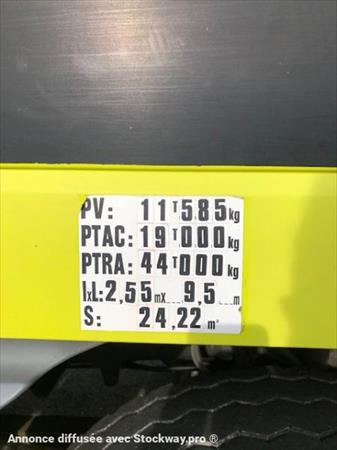 PV: 11T585kg
PTAC: 19T000kg
PTRA: 44T000kg
lxL: 2,55mx 9,5 m
S: 24,22 m²
Annonce diffusée avec Stockway.pro ®